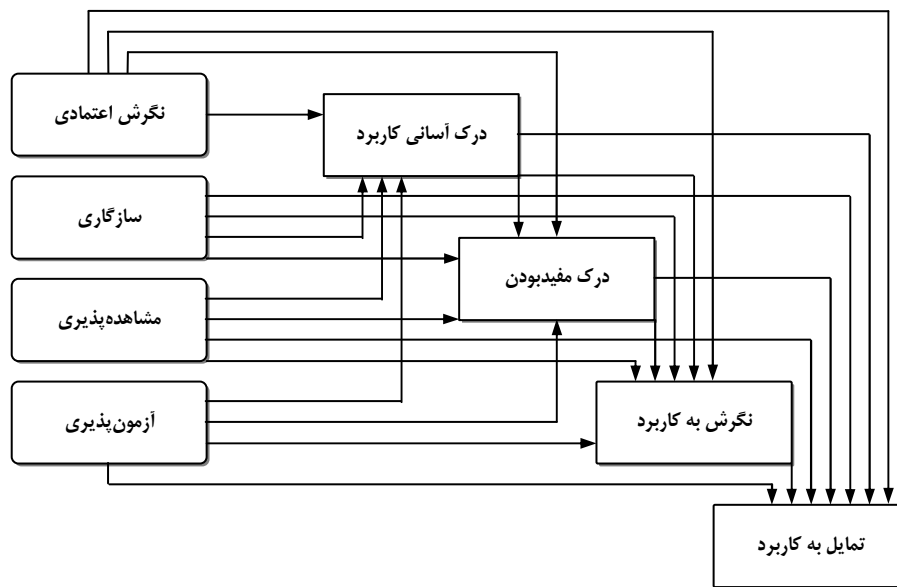 نگرش اعتمادی
درک آسانی کاربرد
سازگاری
درک مفیدبودن
مشاهده‌پذیری
آزمون‌پذیری
نگرش به کاربرد
تمایل به کاربرد